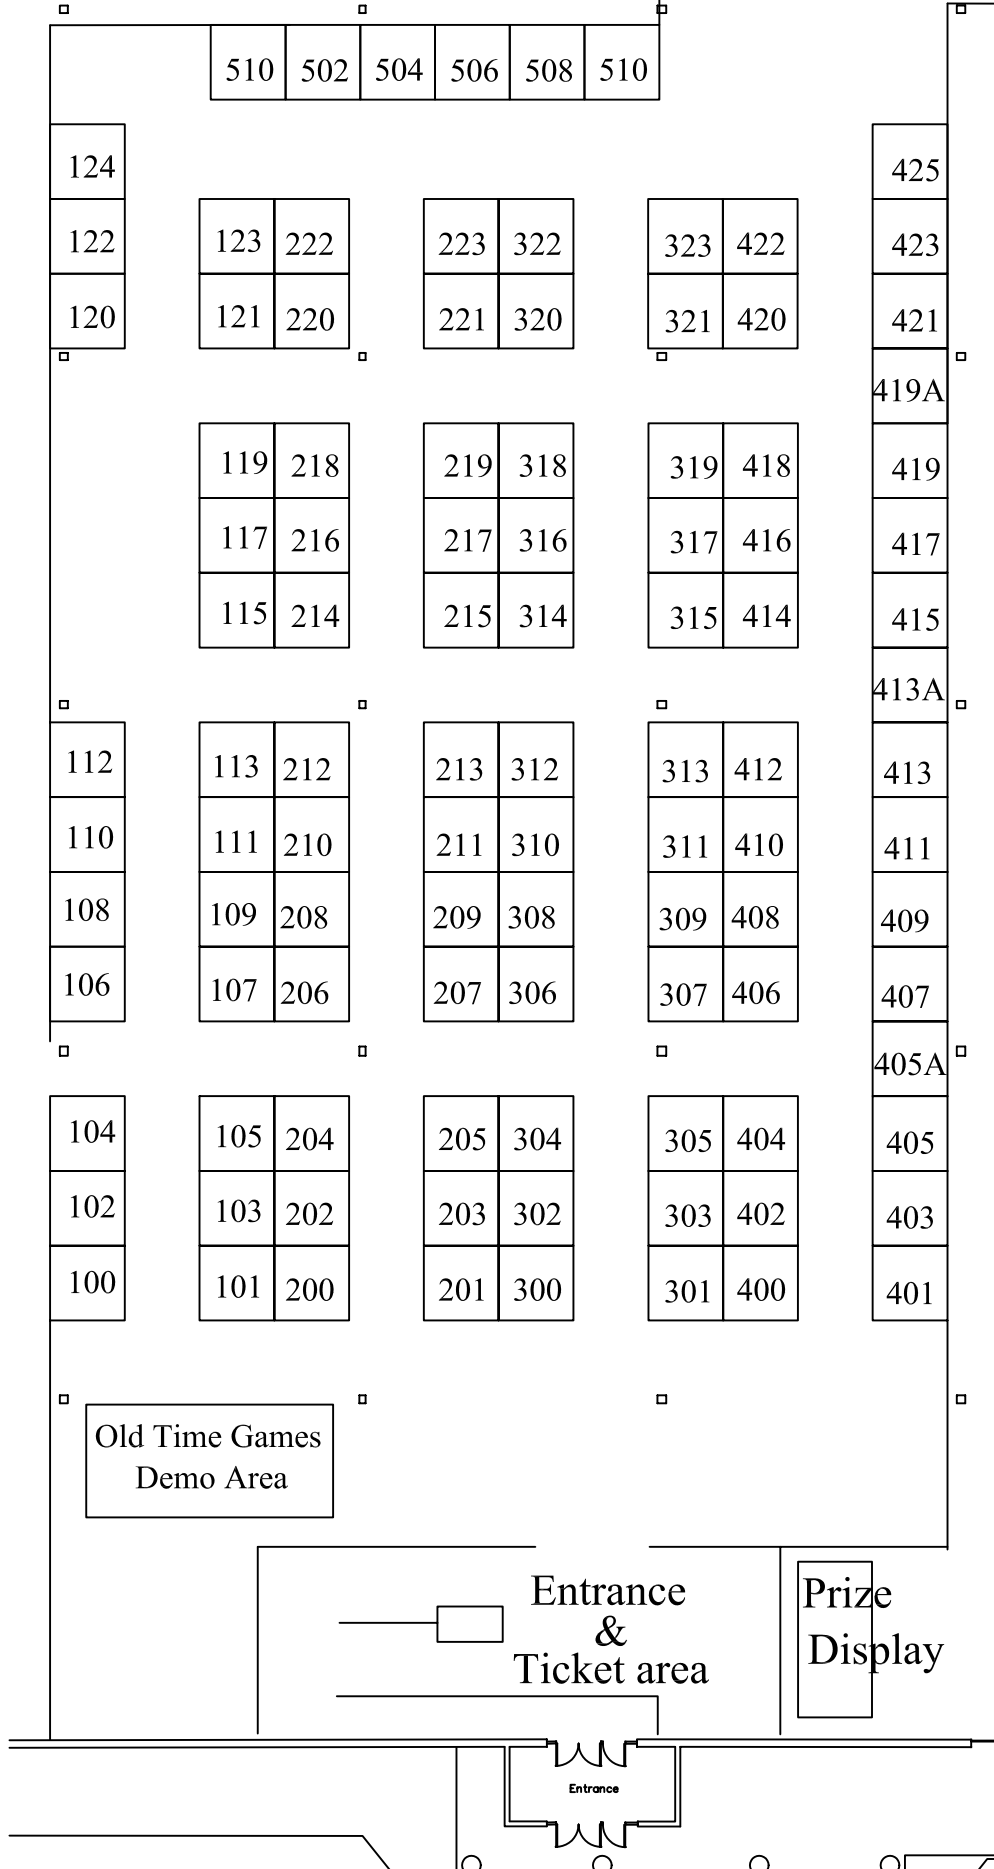 510 502 504 506 508 510
124 425
122 123 222 223 322 323 422 423
120 121 220 221 320 321 420 421
419A
119 218 219 318 319 418 419
117 216 217 316 317 416 417
115 214 215 314 315 414 415
413A
112 113 212 213 312 313 412 413
110 111 210 211 310 311 410 411
108 109 208 209 308 309 408 409
106 107 206 207 306 307 406 407
405A
104 105 204 205 304 305 404 405
102 103 202 203 302 303 402 403
100 101 200 201 300 301 400 401
Old Time Games
Demo Area
Entrance
&
Ticket area
Prize
Display
Entrance